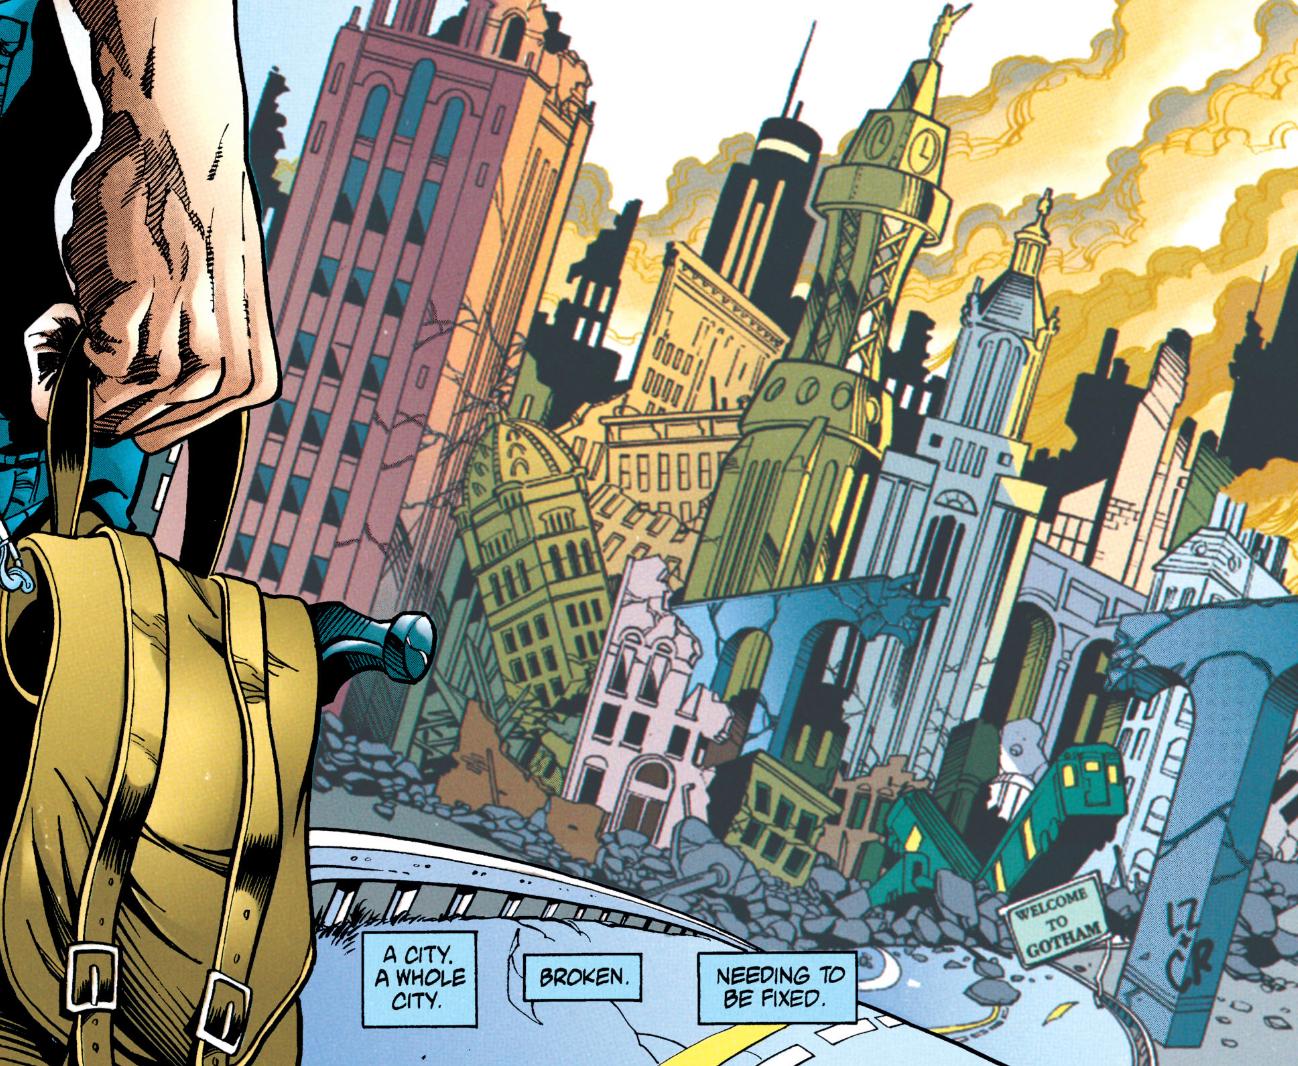 A CITY.
A WHOLE
CITY.
BROKEN.
NEEDING TO
BE FIXED.
WELCOME
TO
GOTHAM